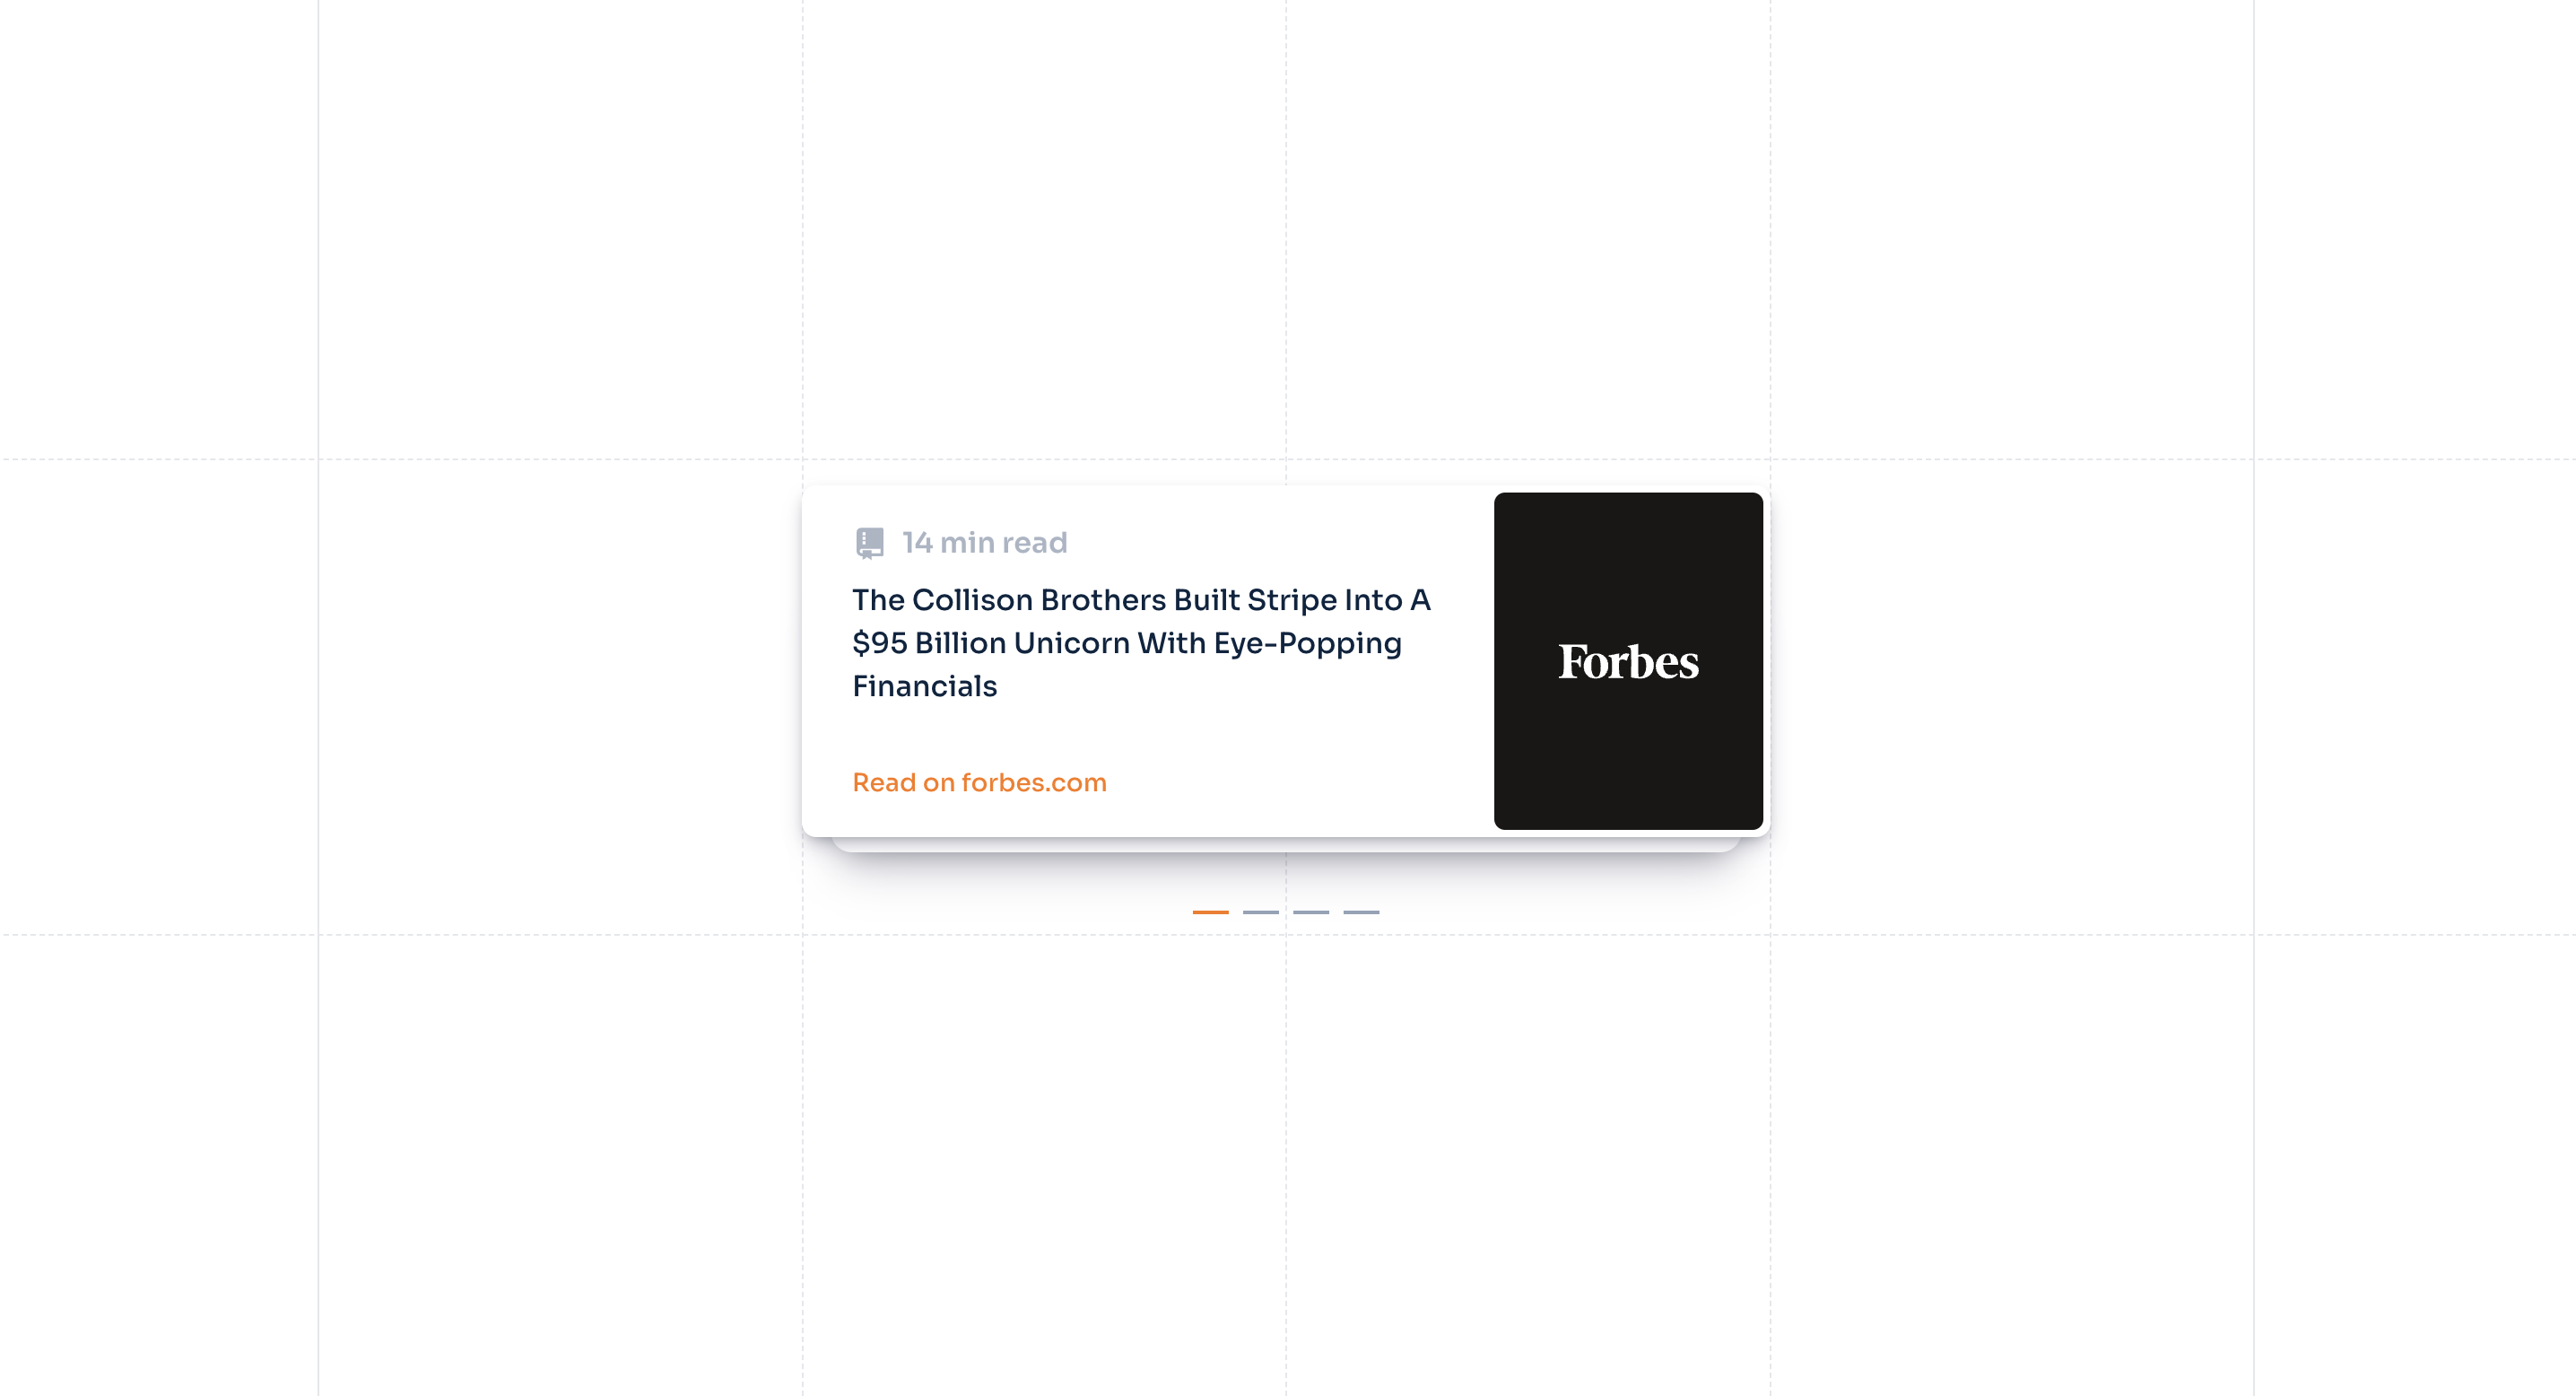 14 min read
The Collison Brothers Built Stripe Into A
$95 Billion Unicorn With Eye-Popping
Financials
Read on forbes.com
Forbes